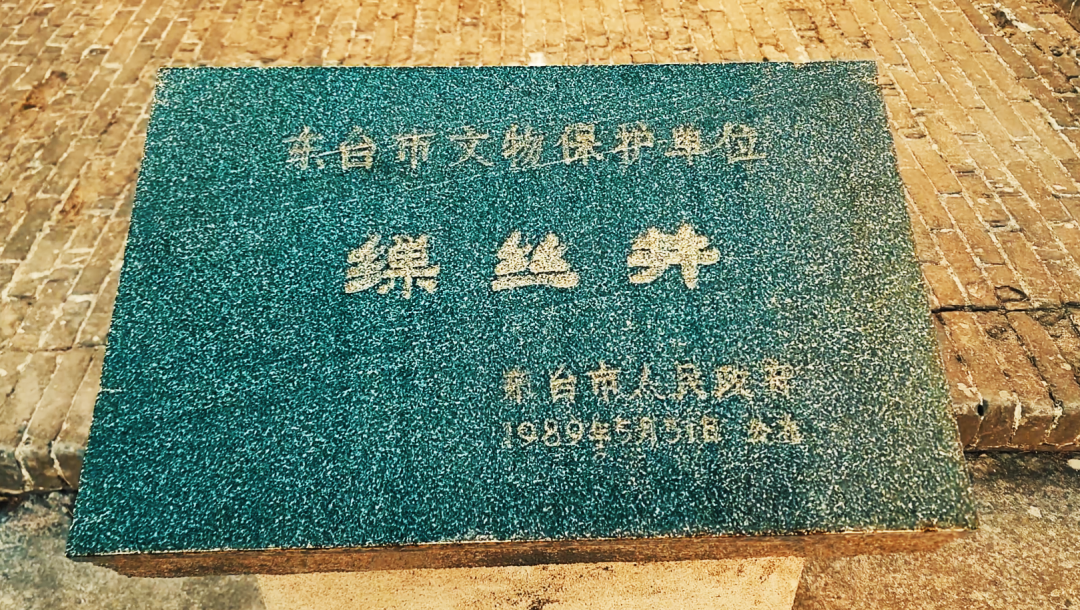 东台市文物保护单位
缫丝井
东台市人民政府
1989年5月31日 公布